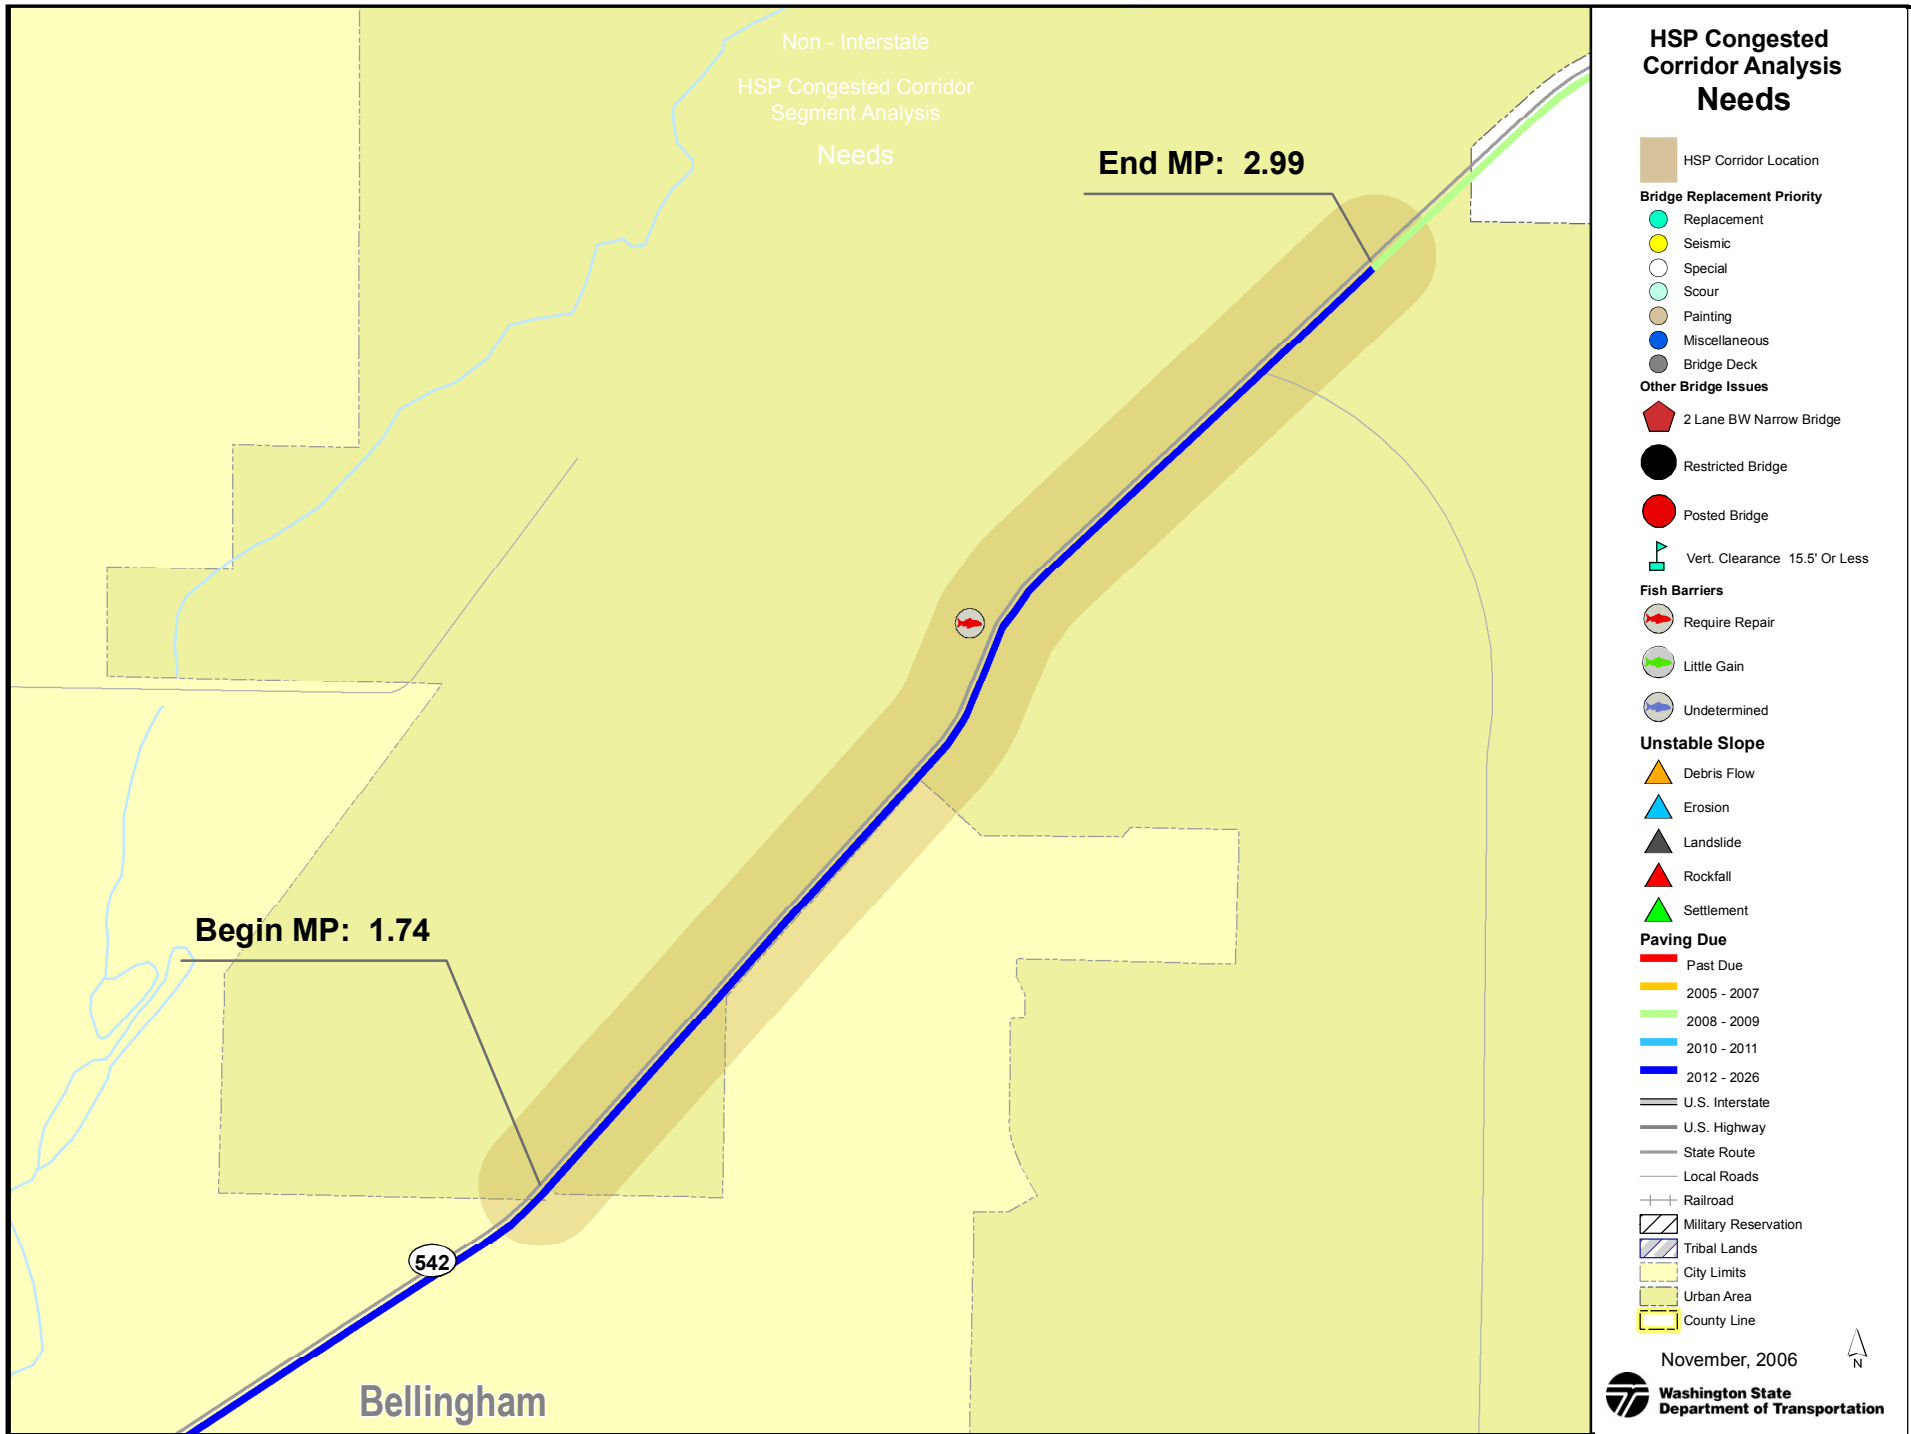 Non - Interstate
HSP Congested Corridor
Segment Analysis
Needs
End MP: 2.99
Begin MP: 1.74
542
Bellingham
HSP Congested
Corridor Analysis
Needs
HSP Corridor Location
Bridge Replacement Priority
Replacement
Seismic
Special
Scour
Painting
Miscellaneous
Bridge Deck
Other Bridge Issues
2 Lane BW Narrow Bridge
Restricted Bridge
Posted Bridge
Vert. Clearance 15.5' Or Less
Fish Barriers
Require Repair
Little Gain
Undetermined
Unstable Slope
Debris Flow
Erosion
Landslide
Rockfall
Settlement
Paving Due
Past Due
2005 - 2007
2008 - 2009
2010 - 2011
2012 - 2026
U.S. Interstate
U.S. Highway
State Route
Local Roads
Railroad
Military Reservation
Tribal Lands
City Limits
Urban Area
County Line
November, 2006
N
Washington State
Department of Transportation